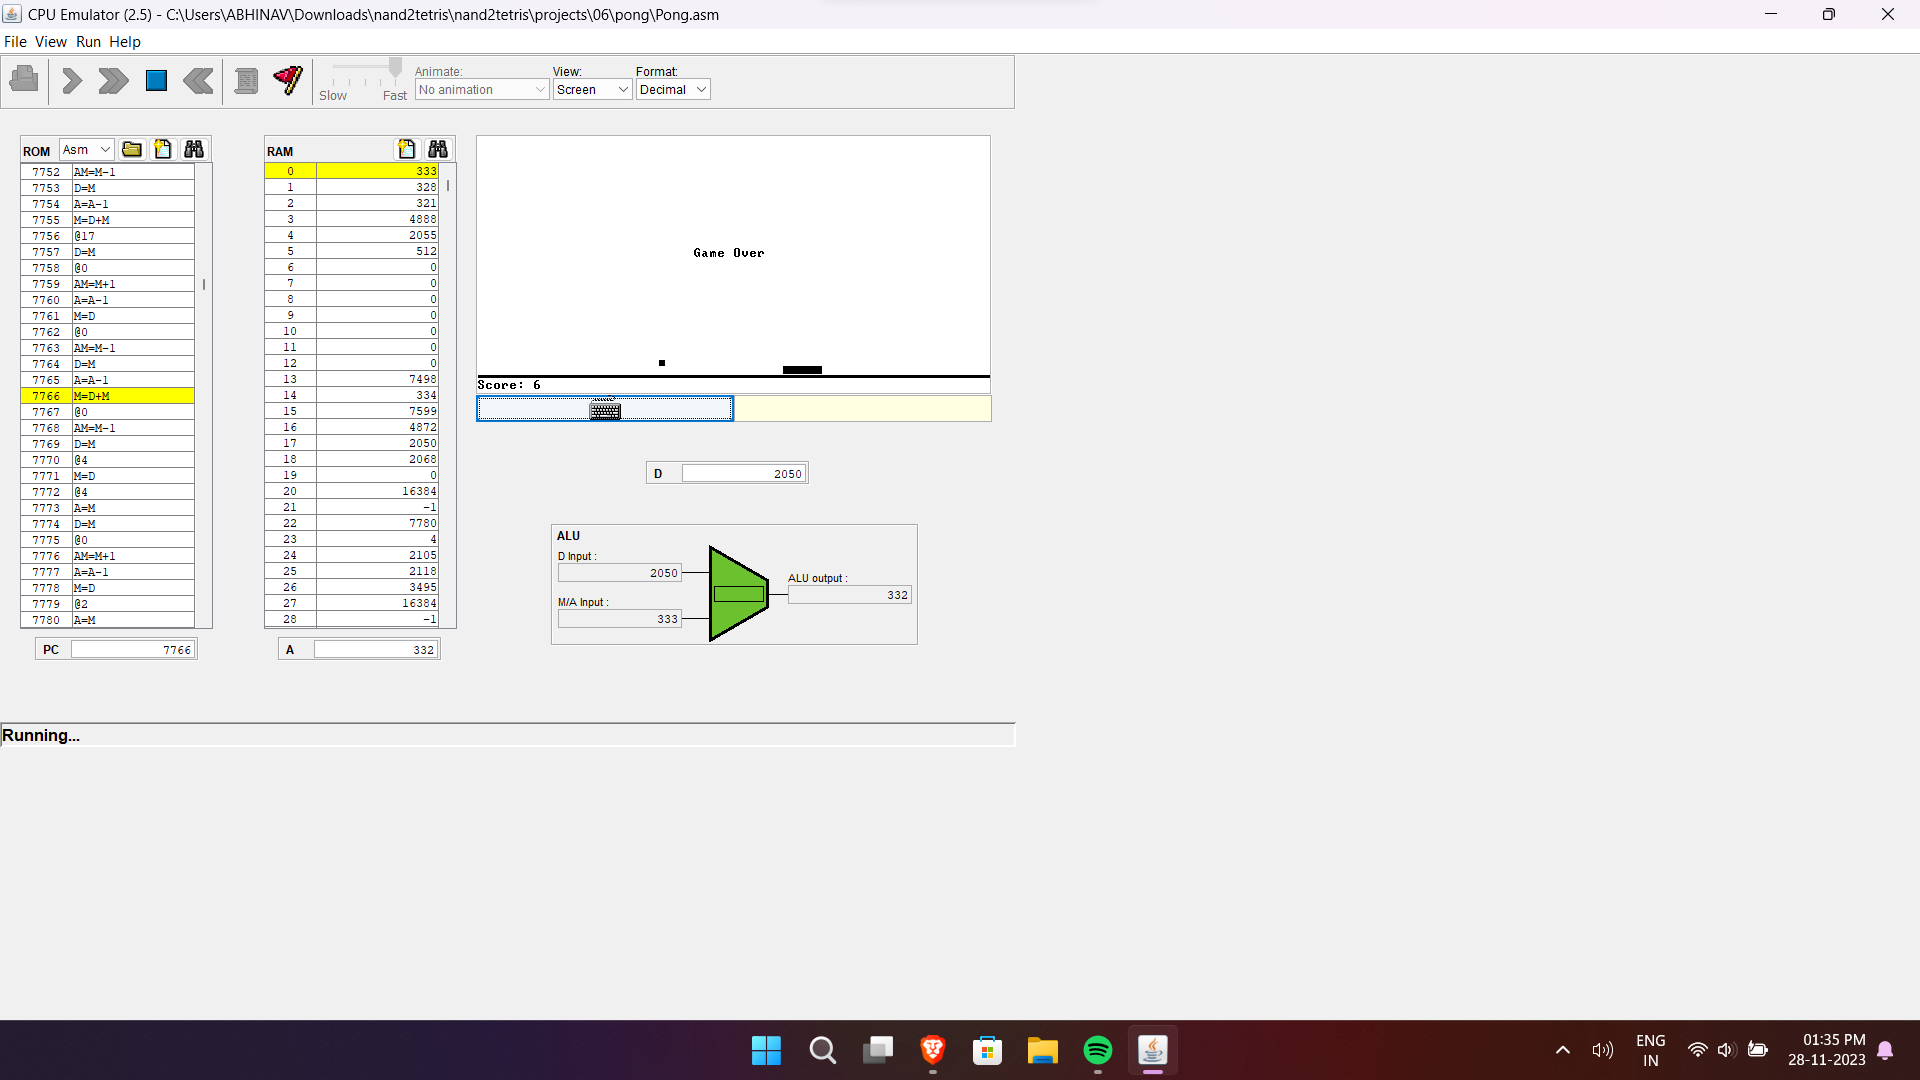 CPU Emulator (2.5) - C:\Users\ABHINAV\Downloads\nand2tetris\nand2tetris\projects\06\pong\Pong.asm
File View Run Help
Slow Fast
Animate:
No animation
View:
Screen
Format:
Decimal
ROM Asm
7752 AM=M-1
7753 D=M
7754 A=A-1
7755 M=D+M
7756 @17
7757 D=M
7758 @0
7759 AM=M+1
7760 A=A-1
7761 M=D
7762 @0
7763 AM=M-1
7764 D=M
7765 A=A-1
7766 M=D+M
7767 @0
7768 AM=M-1
7769 D=M
7770 @4
7771 M=D
7772 @4
7773 A=M
7774 D=M
7775 @0
7776 AM=M+1
7777 A=A-1
7778 M=D
7779 @2
7780 A=M
PC 7766
RAM
0 333
1 328
2 321
3 4888
4 2055
5 512
6 0
7 0
8 0
9 0
10 0
11 0
12 0
13 7498
14 334
15 7599
16 4872
17 2050
18 2068
19 0
20 16384
21 -1
22 7780
23 4
24 2105
25 2118
26 3495
27 16384
28 -1
A 332
Game Over
Score: 6
D 2050
ALU
D Input :
2050
M/A Input :
333
ALU output :
332
Running...
ENG
IN
01:35 PM
28-11-2023